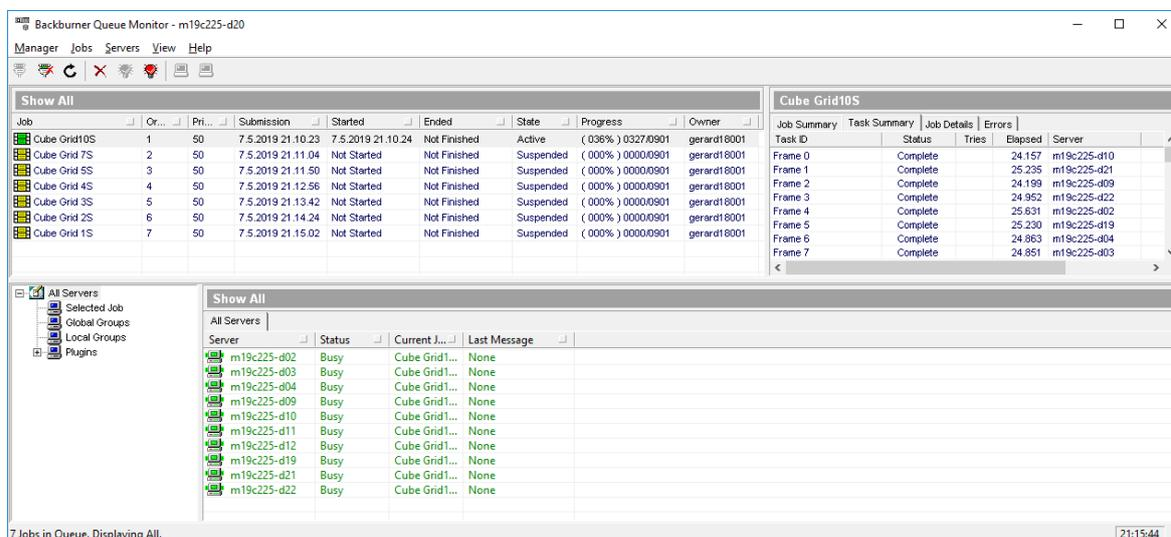 Backburner Queue Monitor - m19c225-d20
Manager Jobs Servers View Help
Show All
Job Or... Pri... Submission Started Ended State Progress Owner
Cube Grid10S 1 50 7.5.2019 21.10.23 7.5.2019 21.10.24 Not Finished Active ( 036% ) 0327/0901 gerard18001
Cube Grid 7S 2 50 7.5.2019 21.11.04 Not Started Not Finished Suspended ( 000% ) 0000/0901 gerard18001
Cube Grid 5S 3 50 7.5.2019 21.11.50 Not Started Not Finished Suspended ( 000% ) 0000/0901 gerard18001
Cube Grid 4S 4 50 7.5.2019 21.12.56 Not Started Not Finished Suspended ( 000% ) 0000/0901 gerard18001
Cube Grid 3S 5 50 7.5.2019 21.13.42 Not Started Not Finished Suspended ( 000% ) 0000/0901 gerard18001
Cube Grid 2S 6 50 7.5.2019 21.14.24 Not Started Not Finished Suspended ( 000% ) 0000/0901 gerard18001
Cube Grid 1S 7 50 7.5.2019 21.15.02 Not Started Not Finished Suspended ( 000% ) 0000/0901 gerard18001
Cube Grid10S
Job Summary Task Summary Job Details Errors
Task ID Status Tries Elapsed Server
Frame 0 Complete 24.157 m19c225-d10
Frame 1 Complete 25.235 m19c225-d21
Frame 2 Complete 24.199 m19c225-d09
Frame 3 Complete 24.952 m19c225-d22
Frame 4 Complete 25.631 m19c225-d02
Frame 5 Complete 25.230 m19c225-d19
Frame 6 Complete 24.863 m19c225-d04
Frame 7 Complete 24.851 m19c225-d03
All Servers
Selected Job
Global Groups
Local Groups
Plugins
Show All
All Servers
Server Status Current J... Last Message
m19c225-d02 Busy Cube Grid1... None
m19c225-d03 Busy Cube Grid1... None
m19c225-d04 Busy Cube Grid1... None
m19c225-d09 Busy Cube Grid1... None
m19c225-d10 Busy Cube Grid1... None
m19c225-d11 Busy Cube Grid1... None
m19c225-d12 Busy Cube Grid1... None
m19c225-d19 Busy Cube Grid1... None
m19c225-d21 Busy Cube Grid1... None
m19c225-d22 Busy Cube Grid1... None
7 Jobs in Queue. Displaying All. 21:15:44